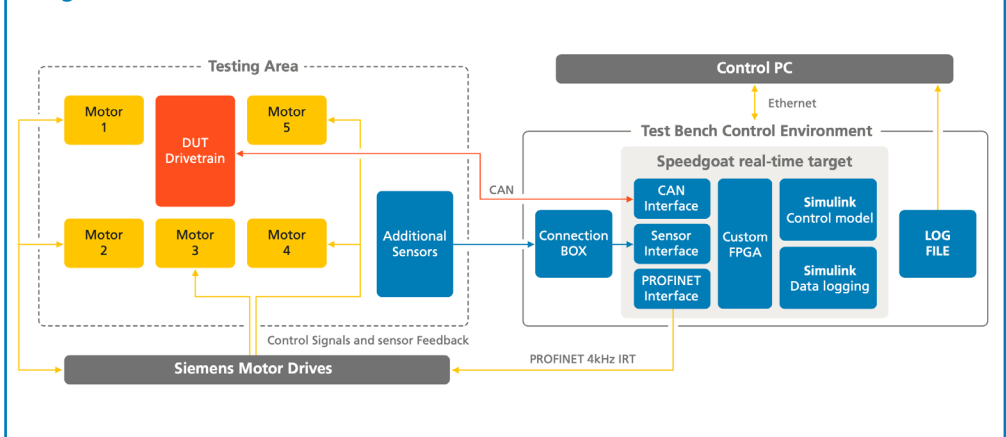 Testing Area
Motor
1
DUT
Drivetrain
Motor
5
Motor
2
Motor
3
Motor
4
Additional
Sensors
Control Signals and sensor Feedback
Siemens Motor Drives
CAN
PROFINET 4kHz IRT
Control PC
Ethernet
Test Bench Control Environment
Speedgoat real-time target
Connection
BOX
CAN
Interface
Sensor
Interface
PROFINET
Interface
Custom
FPGA
Simulink
Control model
Simulink
Data logging
LOG
FILE